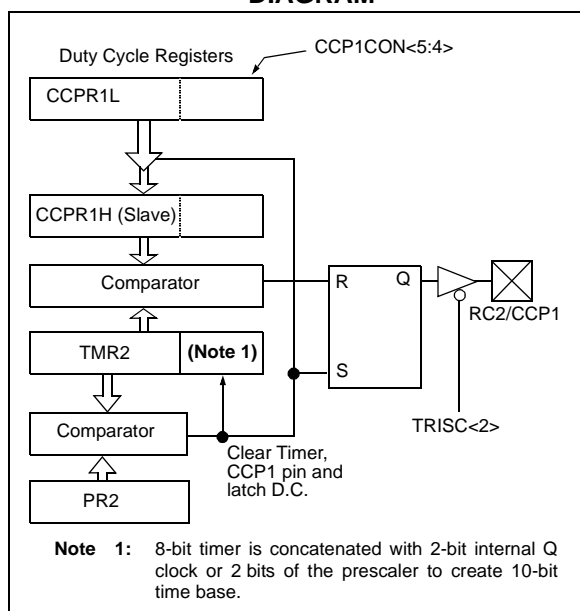 DIAGRAM
Duty Cycle Registers
CCP1CON<5:4>
CCPR1L
CCPR1H (Slave)
Comparator
R
Q
RC2/CCP1
TMR2
(Note 1)
S
TRISC<2>
Comparator
Clear Timer,
CCP1 pin and
latch D.C.
PR2
Note 1: 8-bit timer is concatenated with 2-bit internal Q
clock or 2 bits of the prescaler to create 10-bit
time base.